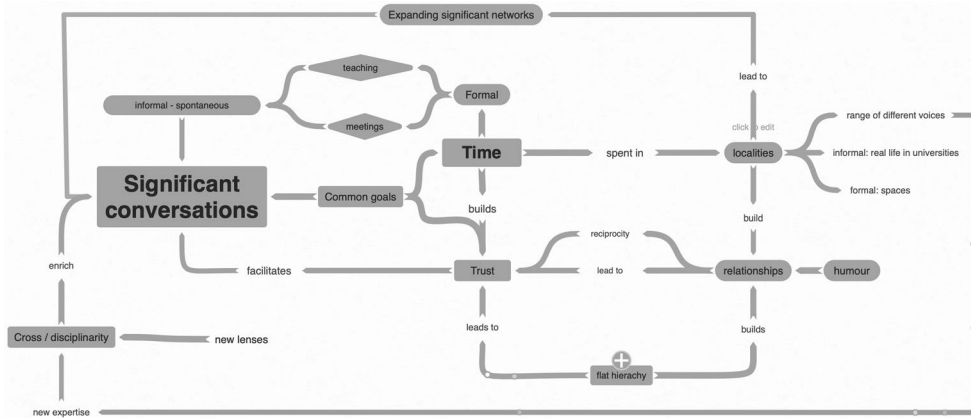 Expanding significant networks
teaching
lead to
informal - spontaneous
Formal
meetings
click to edit
range of different voices
Time
spent in
localities
informal: real life in universities
Significant
conversations
Common goals
formal: spaces
builds
build
reciprocity
enrich
facilitates
Trust
lead to
relationships
humour
leads to
builds
Cross / disciplinarity
new lenses
flat hierachy
new expertise